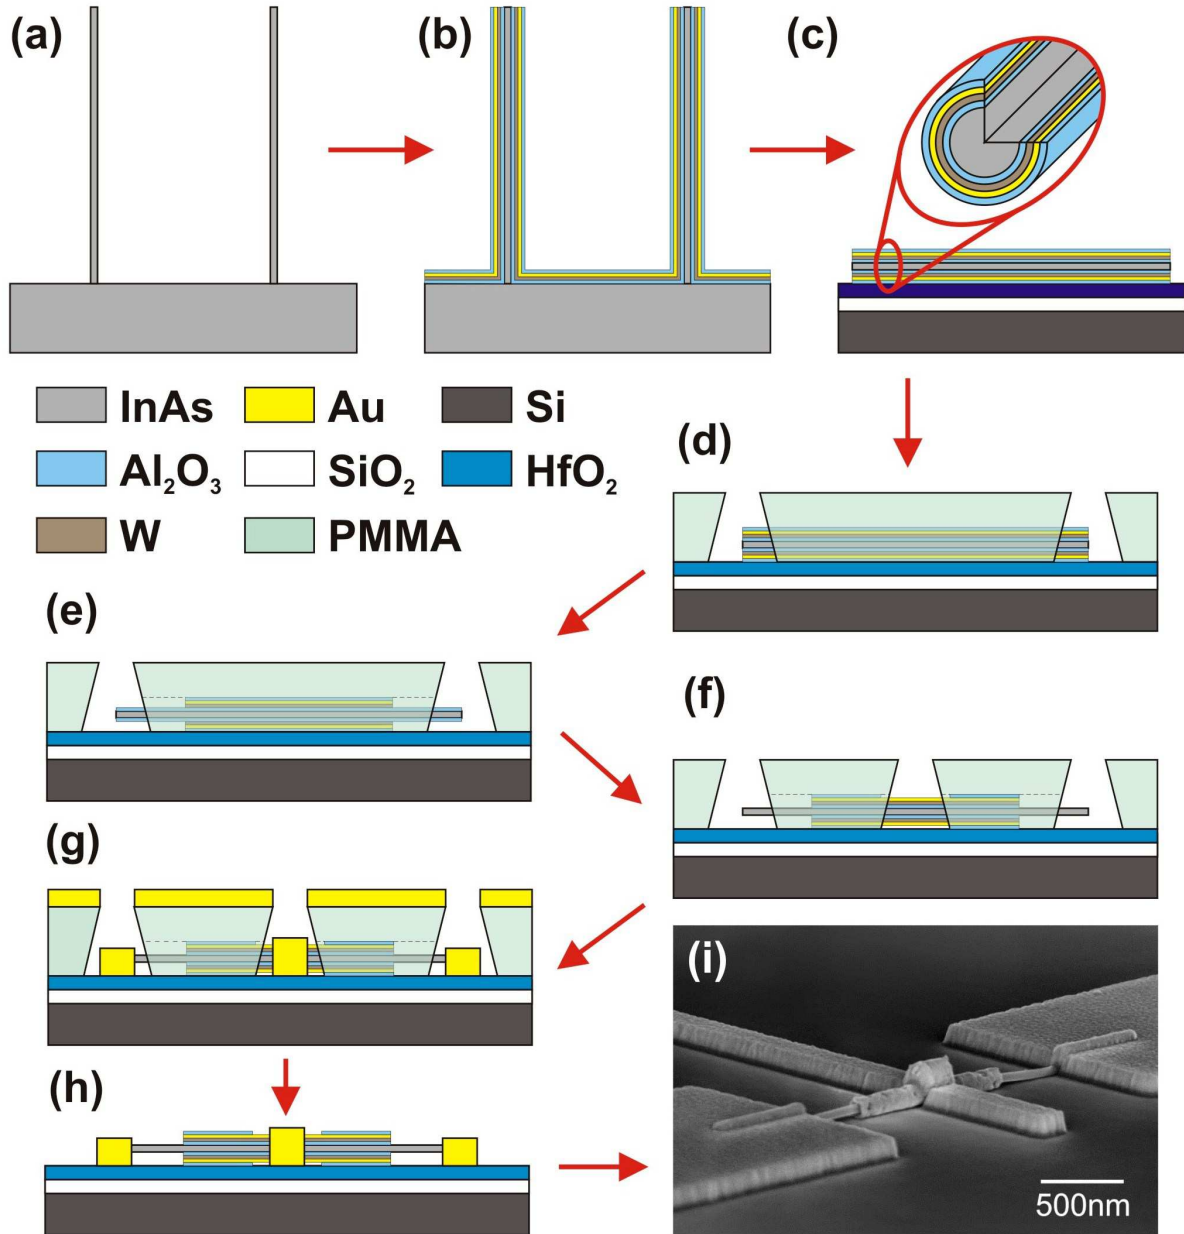 (a)
(b)
(c)
InAs
Au
Si
Al₂O₃
SiO₂
HfO₂
W
PMMA
(d)
(e)
(f)
(g)
(h)
(i)
500nm